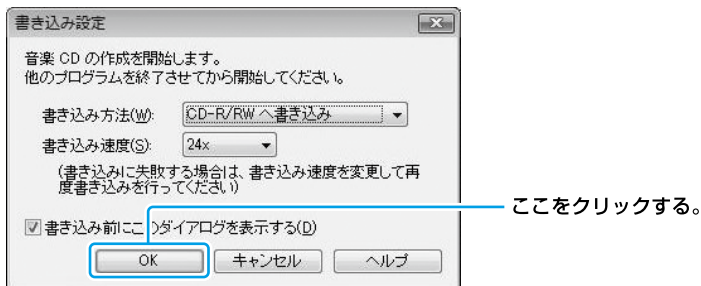 書き込み設定
音楽 CD の作成を開始します。
他のプログラムを終了させてから開始してください。
書き込み方法(W): CD-R/RW へ書き込み
書き込み速度(S): 24x
(書き込みに失敗する場合は、書き込み速度を変更して再
度書き込みを行ってください)
ここをクリックする。
書き込み前にこのダイアログを表示する(D)
OK キャンセル ヘルプ